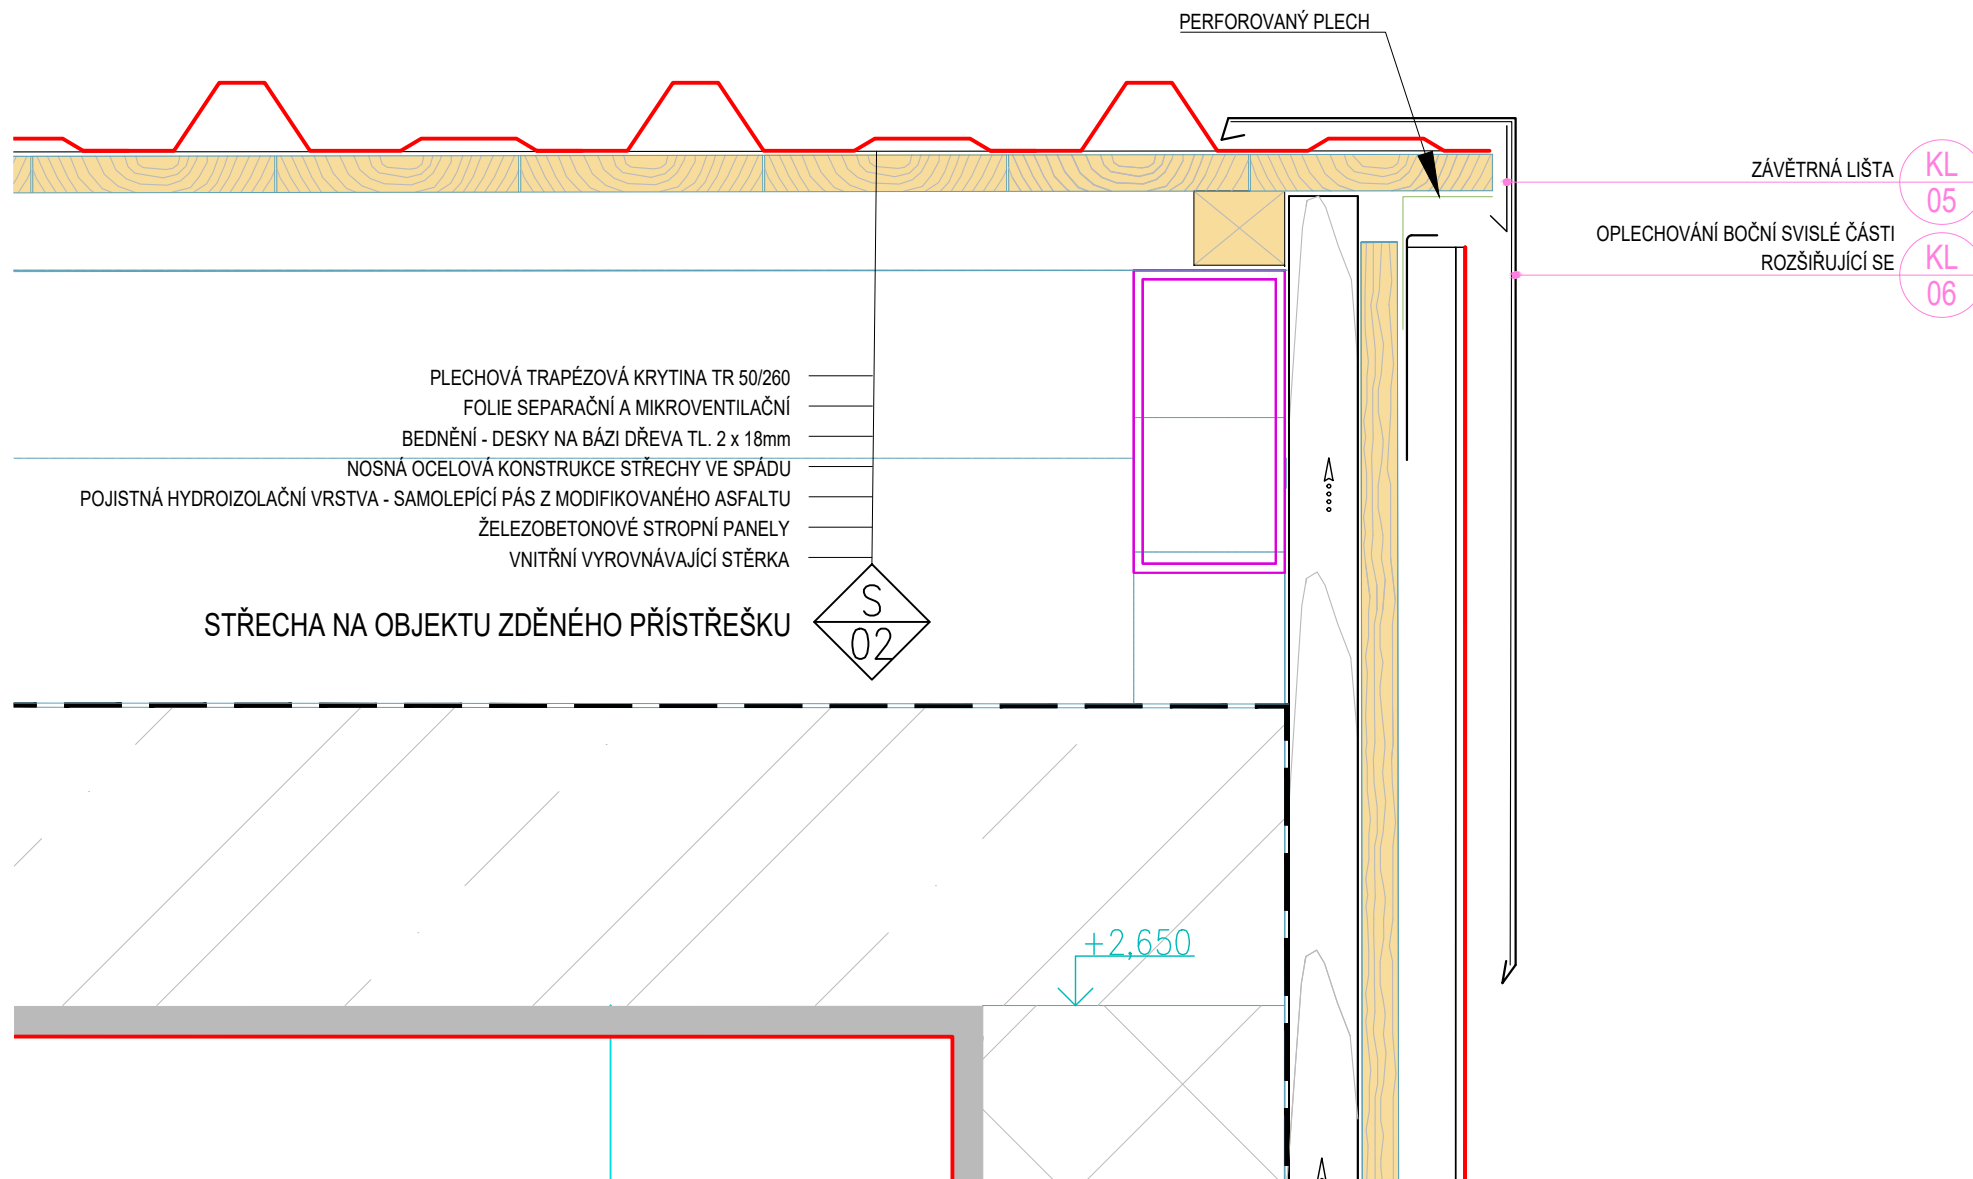 PERFOROVANÝ PLECH
ZÁVĚTRNÁ LIŠTA
KL
05
OPLECHOVÁNÍ BOČNÍ SVISLÉ ČÁSTI
ROZŠIŘUJÍCÍ SE
KL
06
PLECHOVÁ TRAPÉZOVÁ KRYTINA TR 50/260
FOLIE SEPARAČNÍ A MIKROVENTILAČNÍ
BEDNĚNÍ - DESKY NA BÁZI DŘEVA TL. 2 x 18mm
NOSNÁ OCELOVÁ KONSTRUKCE STŘECHY VE SPÁDU
POJISTNÁ HYDROIZOLAČNÍ VRSTVA - SAMOLEPÍCÍ PÁS Z MODIFIKOVANÉHO ASFALTU
ŽELEZOBETONOVÉ STROPNÍ PANELY
VNITŘNÍ VYROVNÁVAJÍCÍ STĚRKA
STŘECHA NA OBJEKTU ZDĚNÉHO PŘÍSTŘEŠKU
S
02
+2,650